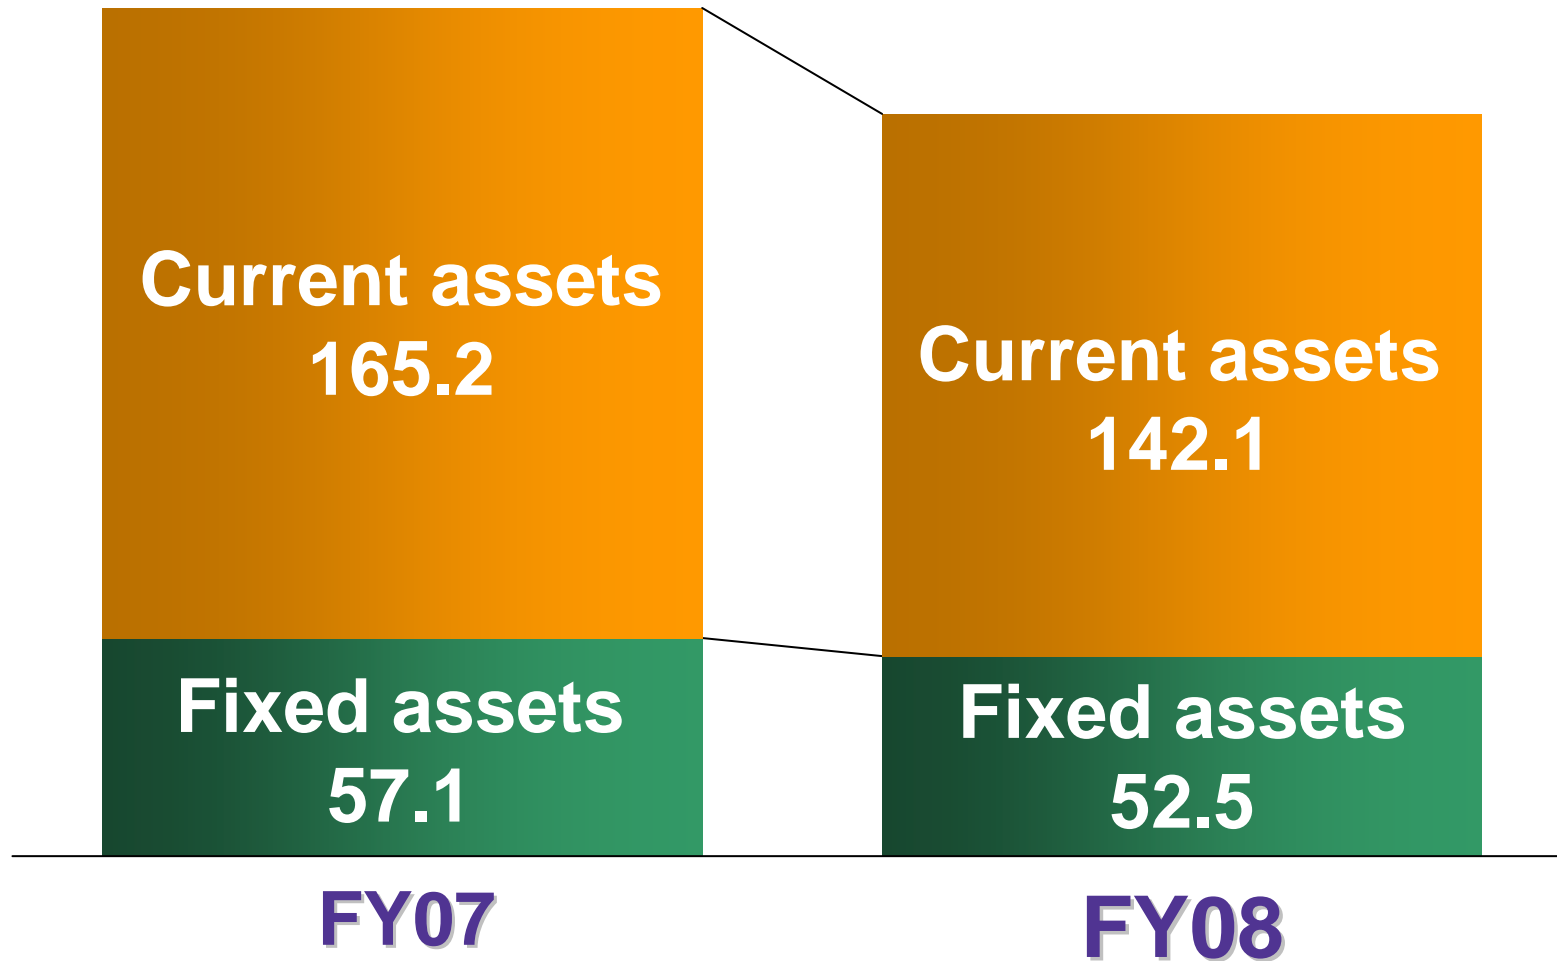 Current assets
165.2
Fixed assets
57.1
FY07
Current assets
142.1
Fixed assets
52.5
FY08